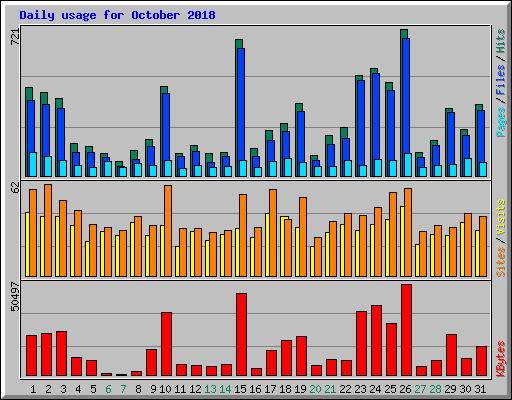 Daily usage for October 2018
721
Pages / Files / Hits
62
Sites / Visits
50497
KBytes
1 2 3 4 5 6 7 8 9 10 11 12 13 14 15 16 17 18 19 20 21 22 23 24 25 26 27 28 29 30 31